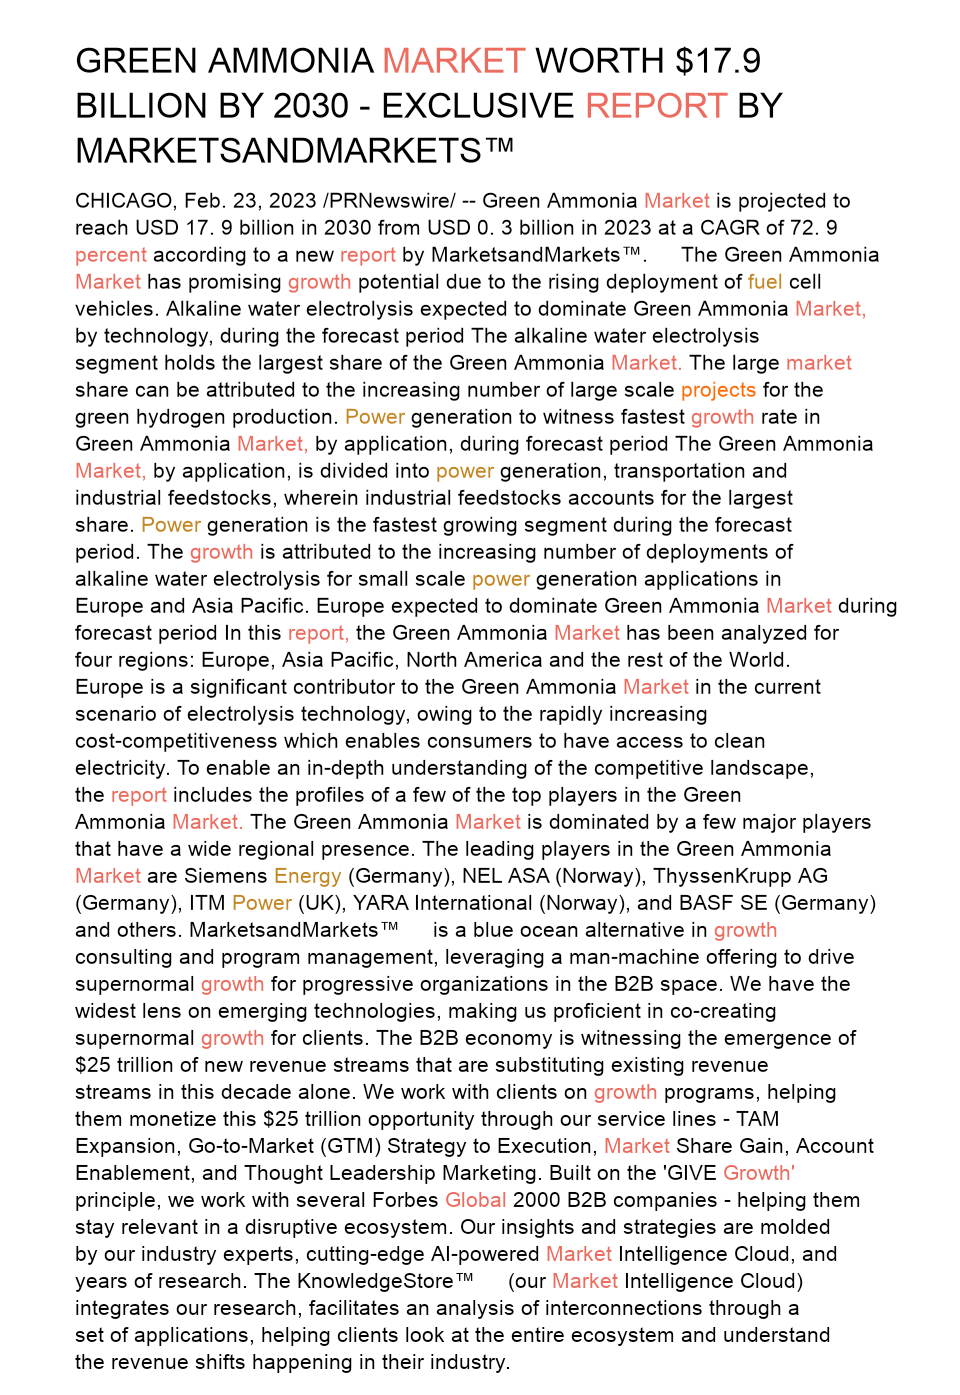 GREEN AMMONIA MARKET WORTH $17.9
BILLION BY 2030 - EXCLUSIVE REPORT BY
MARKETSANDMARKETS™
CHICAGO, Feb. 23, 2023 /PRNewswire/ -- Green Ammonia Market is projected to
reach USD 17. 9 billion in 2030 from USD 0. 3 billion in 2023 at a CAGR of 72. 9
percent according to a new report by MarketsandMarkets™. The Green Ammonia
Market has promising growth potential due to the rising deployment of fuel cell
vehicles. Alkaline water electrolysis expected to dominate Green Ammonia Market,
by technology, during the forecast period The alkaline water electrolysis
segment holds the largest share of the Green Ammonia Market. The large market
share can be attributed to the increasing number of large scale projects for the
green hydrogen production. Power generation to witness fastest growth rate in
Green Ammonia Market, by application, during forecast period The Green Ammonia
Market, by application, is divided into power generation, transportation and
industrial feedstocks, wherein industrial feedstocks accounts for the largest
share. Power generation is the fastest growing segment during the forecast
period. The growth is attributed to the increasing number of deployments of
alkaline water electrolysis for small scale power generation applications in
Europe and Asia Pacific. Europe expected to dominate Green Ammonia Market during
forecast period In this report, the Green Ammonia Market has been analyzed for
four regions: Europe, Asia Pacific, North America and the rest of the World.
Europe is a significant contributor to the Green Ammonia Market in the current
scenario of electrolysis technology, owing to the rapidly increasing
cost-competitiveness which enables consumers to have access to clean
electricity. To enable an in-depth understanding of the competitive landscape,
the report includes the profiles of a few of the top players in the Green
Ammonia Market. The Green Ammonia Market is dominated by a few major players
that have a wide regional presence. The leading players in the Green Ammonia
Market are Siemens Energy (Germany), NEL ASA (Norway), ThyssenKrupp AG
(Germany), ITM Power (UK), YARA International (Norway), and BASF SE (Germany)
and others. MarketsandMarkets™ is a blue ocean alternative in growth
consulting and program management, leveraging a man-machine offering to drive
supernormal growth for progressive organizations in the B2B space. We have the
widest lens on emerging technologies, making us proficient in co-creating
supernormal growth for clients. The B2B economy is witnessing the emergence of
$25 trillion of new revenue streams that are substituting existing revenue
streams in this decade alone. We work with clients on growth programs, helping
them monetize this $25 trillion opportunity through our service lines - TAM
Expansion, Go-to-Market (GTM) Strategy to Execution, Market Share Gain, Account
Enablement, and Thought Leadership Marketing. Built on the 'GIVE Growth'
principle, we work with several Forbes Global 2000 B2B companies - helping them
stay relevant in a disruptive ecosystem. Our insights and strategies are molded
by our industry experts, cutting-edge AI-powered Market Intelligence Cloud, and
years of research. The KnowledgeStore™ (our Market Intelligence Cloud)
integrates our research, facilitates an analysis of interconnections through a
set of applications, helping clients look at the entire ecosystem and understand
the revenue shifts happening in their industry.